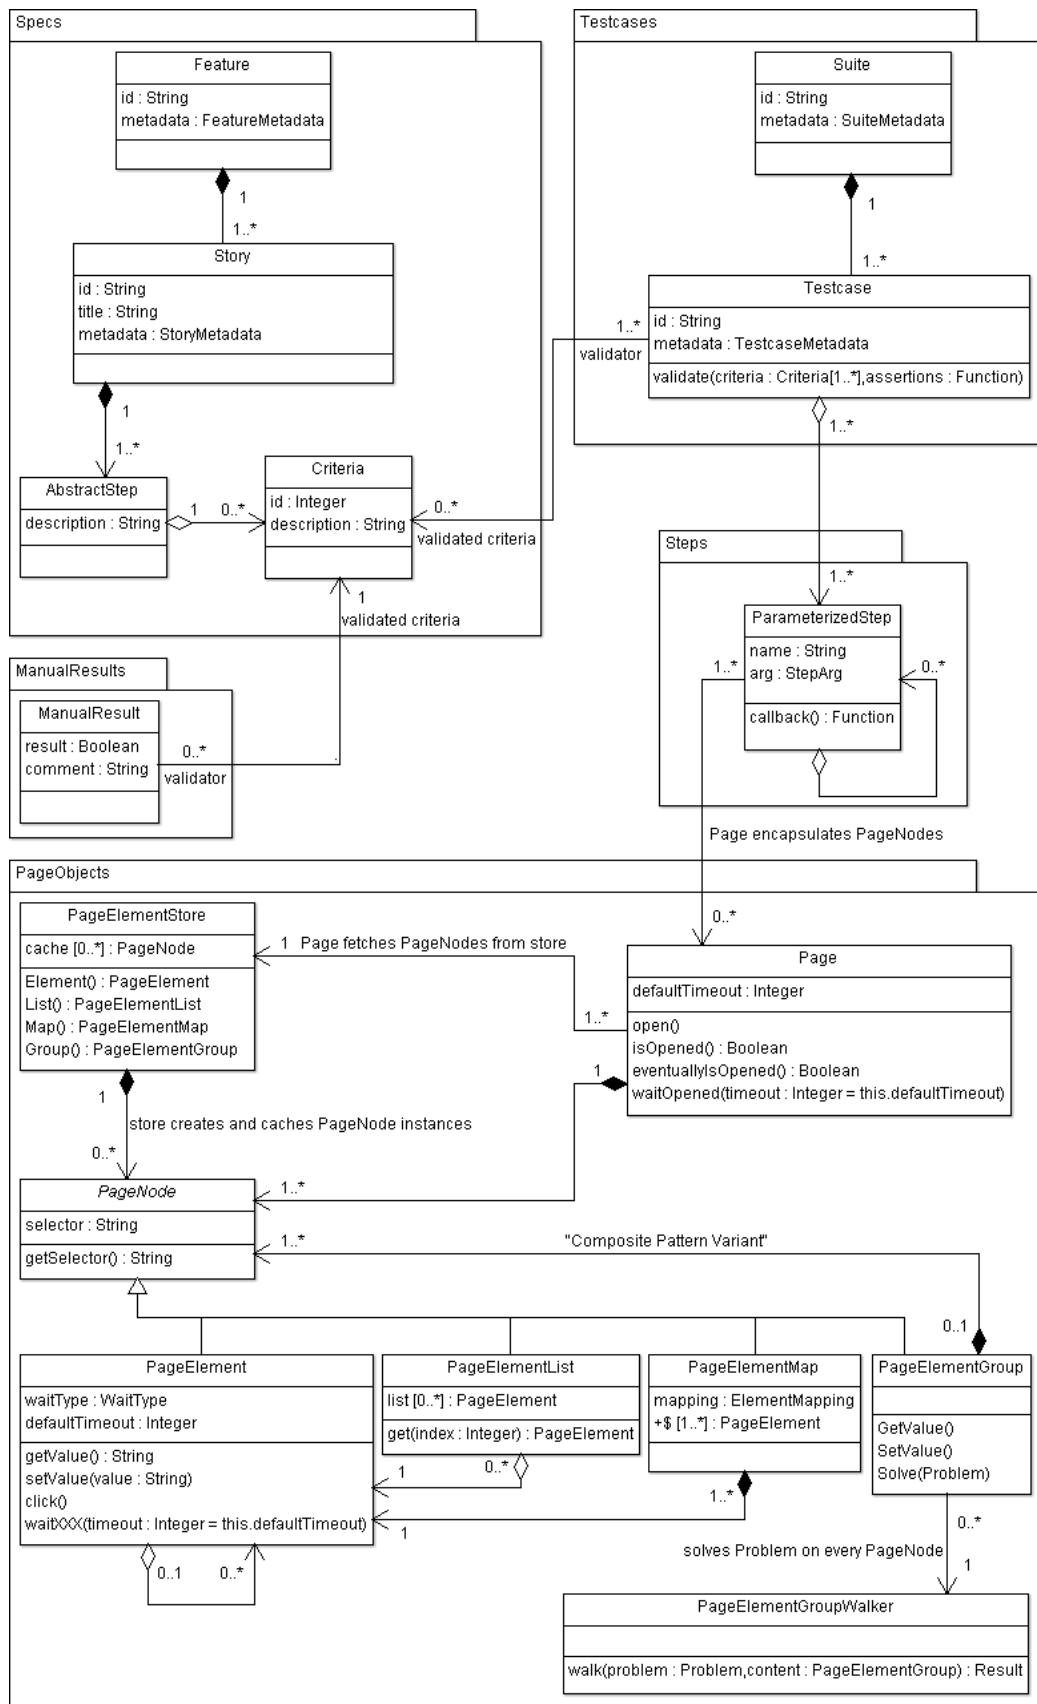 Specs
Feature
id : String
metadata : FeatureMetadata
1
1..*
Story
id : String
title : String
metadata : StoryMetadata
1
1..*
AbstractStep
description : String
1
0..*
Criteria
id : Integer
description : String
0..*
validated criteria
1
validated criteria
Testcases
Suite
id : String
metadata : SuiteMetadata
1
1..*
Testcase
id : String
metadata : TestcaseMetadata
validate(criteria : Criteria[1..*],assertions : Function)
1..*
validator
1..*
Steps
1..*
ParameterizedStep
name : String
arg : StepArg
callback() : Function
1..*
0..*
ManualResults
ManualResult
result : Boolean
comment : String
0..*
validator
Page encapsulates PageNodes
0..*
PageObjects
PageElementStore
cache [0..*] : PageNode
Element() : PageElement
List() : PageElementList
Map() : PageElementMap
Group() : PageElementGroup
1 Page fetches PageNodes from store
1..*
Page
defaultTimeout : Integer
open()
isOpened() : Boolean
eventuallyIsOpened() : Boolean
waitOpened(timeout : Integer = this.defaultTimeout)
1
1
store creates and caches PageNode instances
0..*
PageNode
selector : String
getSelector() : String
1..*
1..*
"Composite Pattern Variant"
0..1
PageElement
waitType : WaitType
defaultTimeout : Integer
getValue() : String
setValue(value : String)
click()
waitXXX(timeout : Integer = this.defaultTimeout)
0..1
0..*
PageElementList
list [0..*] : PageElement
get(index : Integer) : PageElement
0..*
1
PageElementMap
mapping : ElementMapping
+$ [1..*] : PageElement
1..*
1
PageElementGroup
GetValue()
SetValue()
Solve(Problem)
0..*
solves Problem on every PageNode
1
PageElementGroupWalker
walk(problem : Problem,content : PageElementGroup) : Result